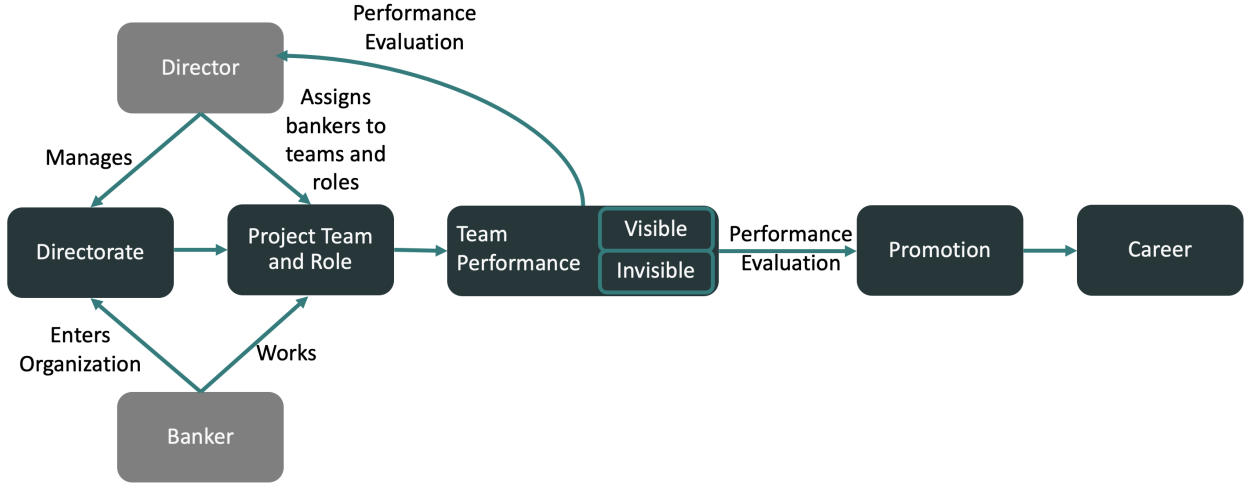 Performance
Evaluation
Director
Assigns
bankers to
teams and
roles
Manages
Directorate
Project Team
and Role
Team
Performance
Visible
Invisible
Performance
Evaluation
Promotion
Career
Enters
Organization
Works
Banker